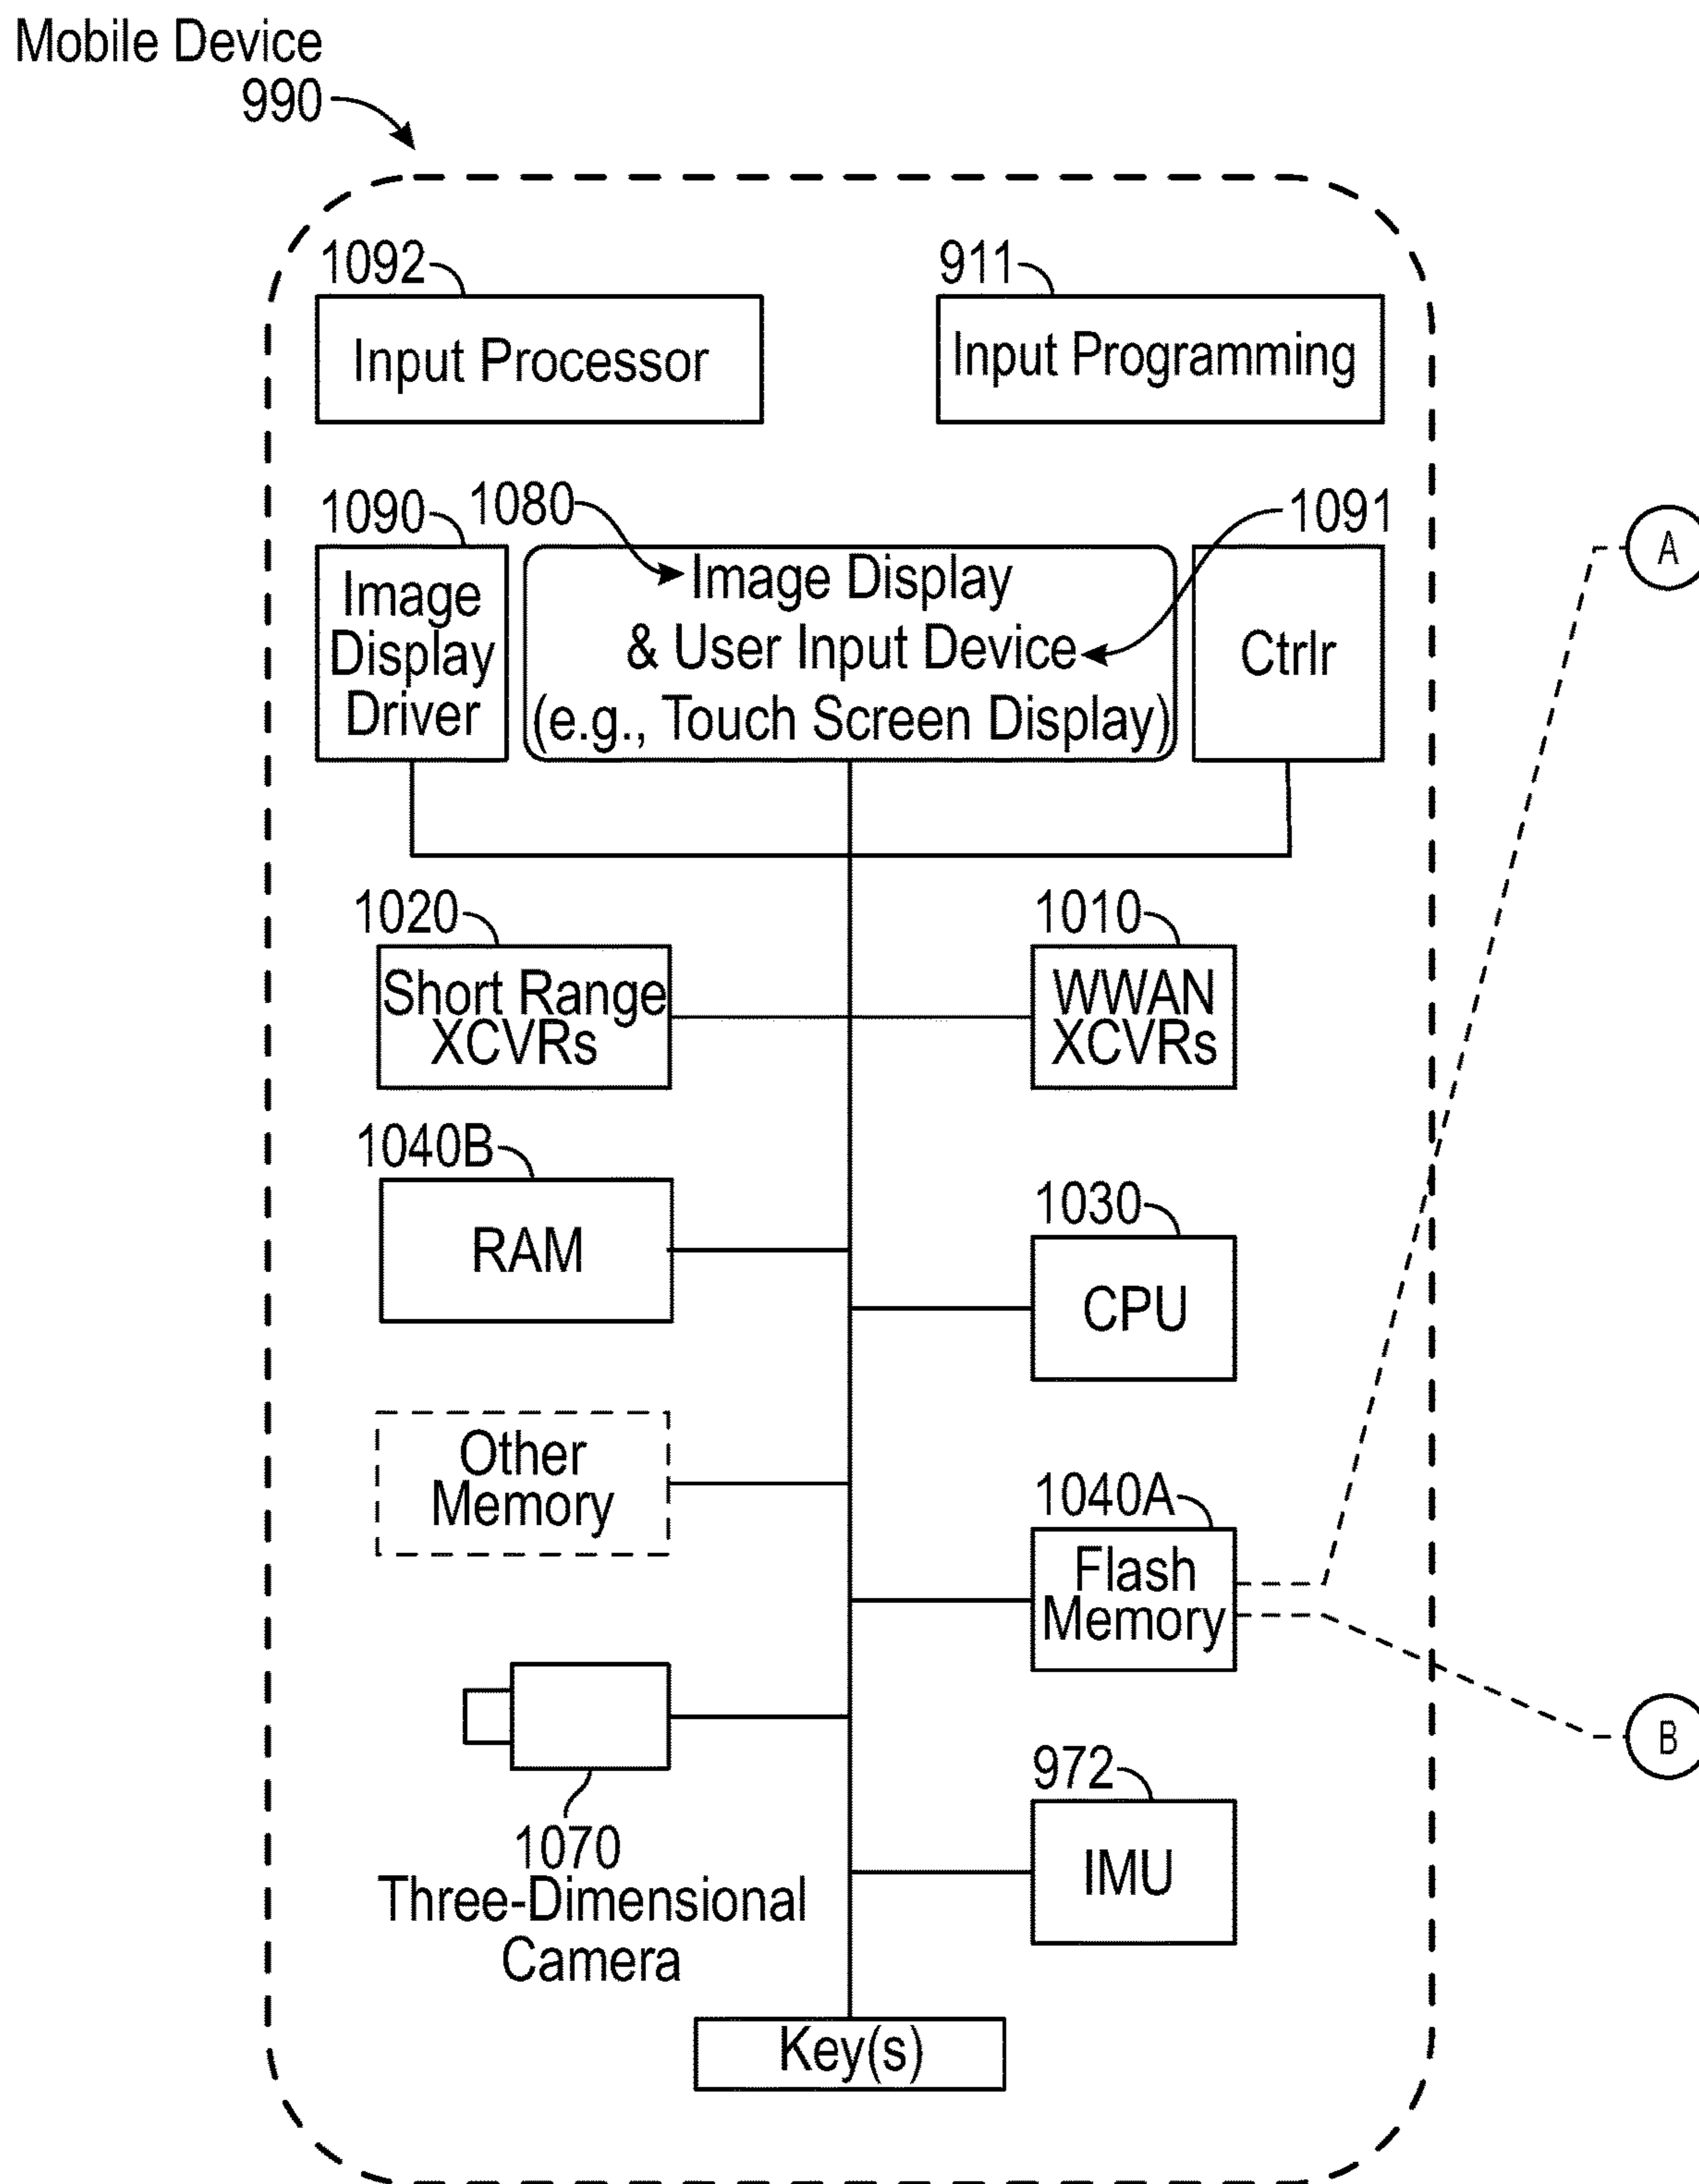 Mobile Device
990
1092
911
Input Processor
Input Programming
1090
1080
1091
Image
Display
Driver
Image Display
& User Input Device
(e.g., Touch Screen Display)
Ctrlr
A
1020
1010
Short Range
XCVRs
WWAN
XCVRs
1040B
RAM
1030
CPU
Other
Memory
1040A
Flash
Memory
B
1070
Three-Dimensional
Camera
972
IMU
Key(s)